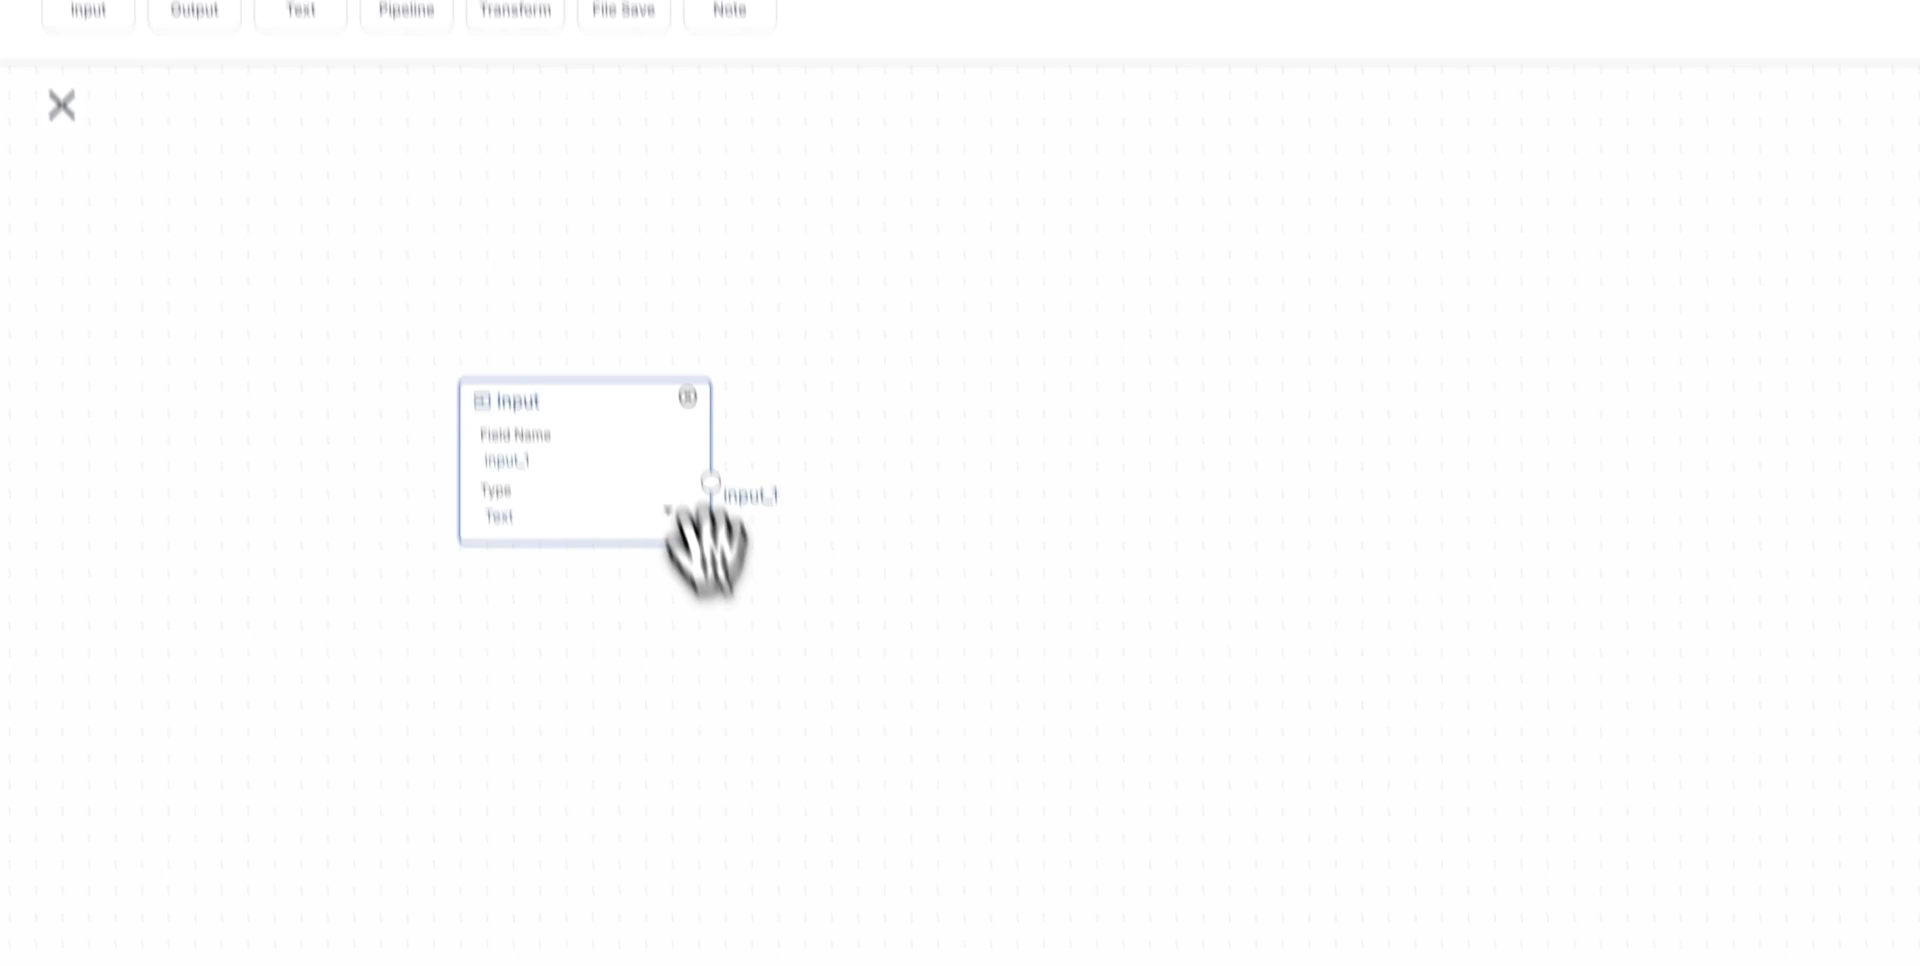 Input Output Text Pipeline Transform File Save Note
Input
Field Name
input_1
input_1
Type
Text